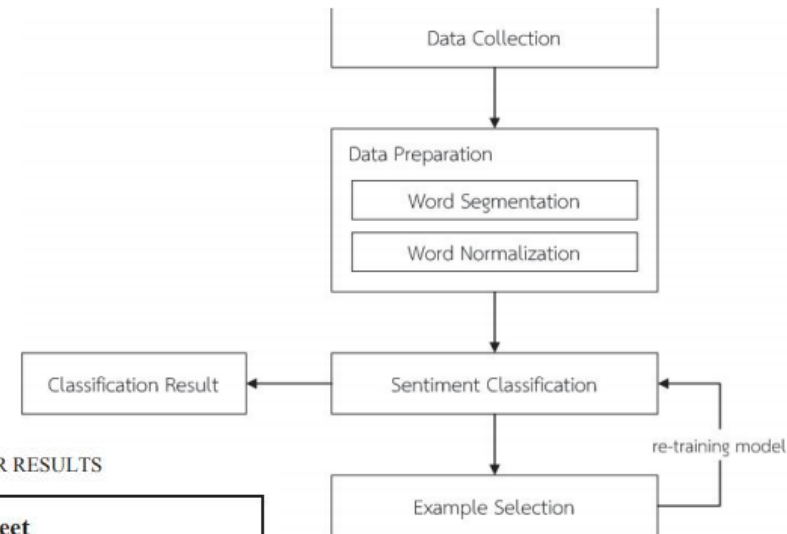 Data Collection
Data Preparation
Word Segmentation
Word Normalization
Classification Result
Sentiment Classification
re-training model
R RESULTS
Example Selection
eet